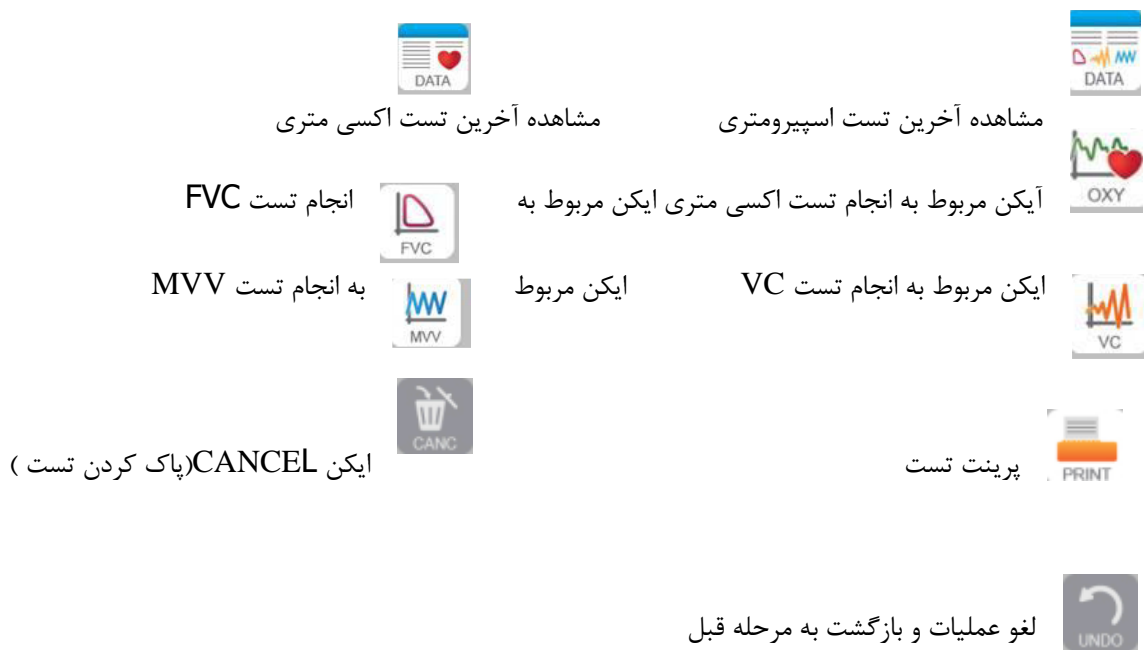 DATA DATA
مشاهده آخرین تست اسپیرومتری مشاهده آخرین تست اکسی متری
OXY آیکن مربوط به انجام تست اکسی متری ایکن مربوط به FVC انجام تست FVC
VC ایکن مربوط به انجام تست VC ایکن مربوط MVV به انجام تست MVV
PRINT پرینت تست CANC ایکن CANCEL(پاک کردن تست )
UNDO لغو عملیات و بازگشت به مرحله قبل